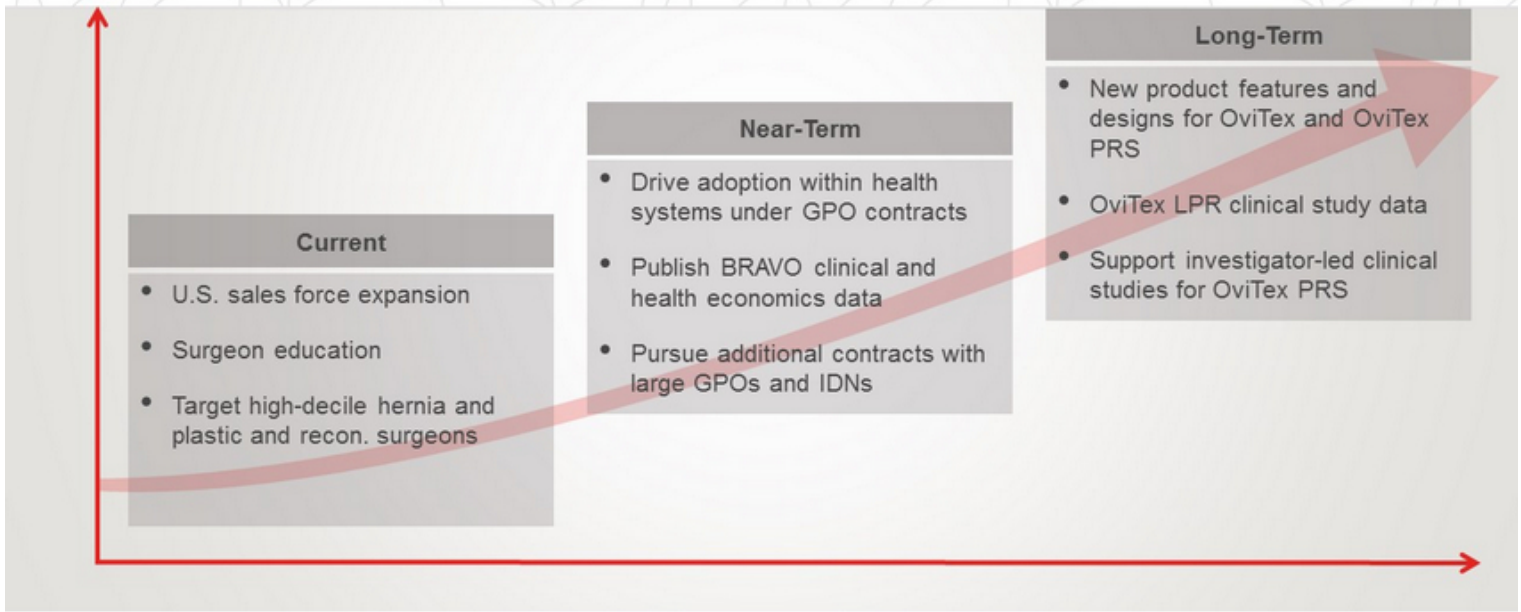 Current
• U.S. sales force expansion
• Surgeon education
• Target high-decile hernia and
plastic and recon. surgeons
Near-Term
• Drive adoption within health
systems under GPO contracts
• Publish BRAVO clinical and
health economics data
• Pursue additional contracts with
large GPOs and IDNs
Long-Term
• New product features and
designs for OviTex and OviTex
PRS
• OviTex LPR clinical study data
• Support investigator-led clinical
studies for OviTex PRS